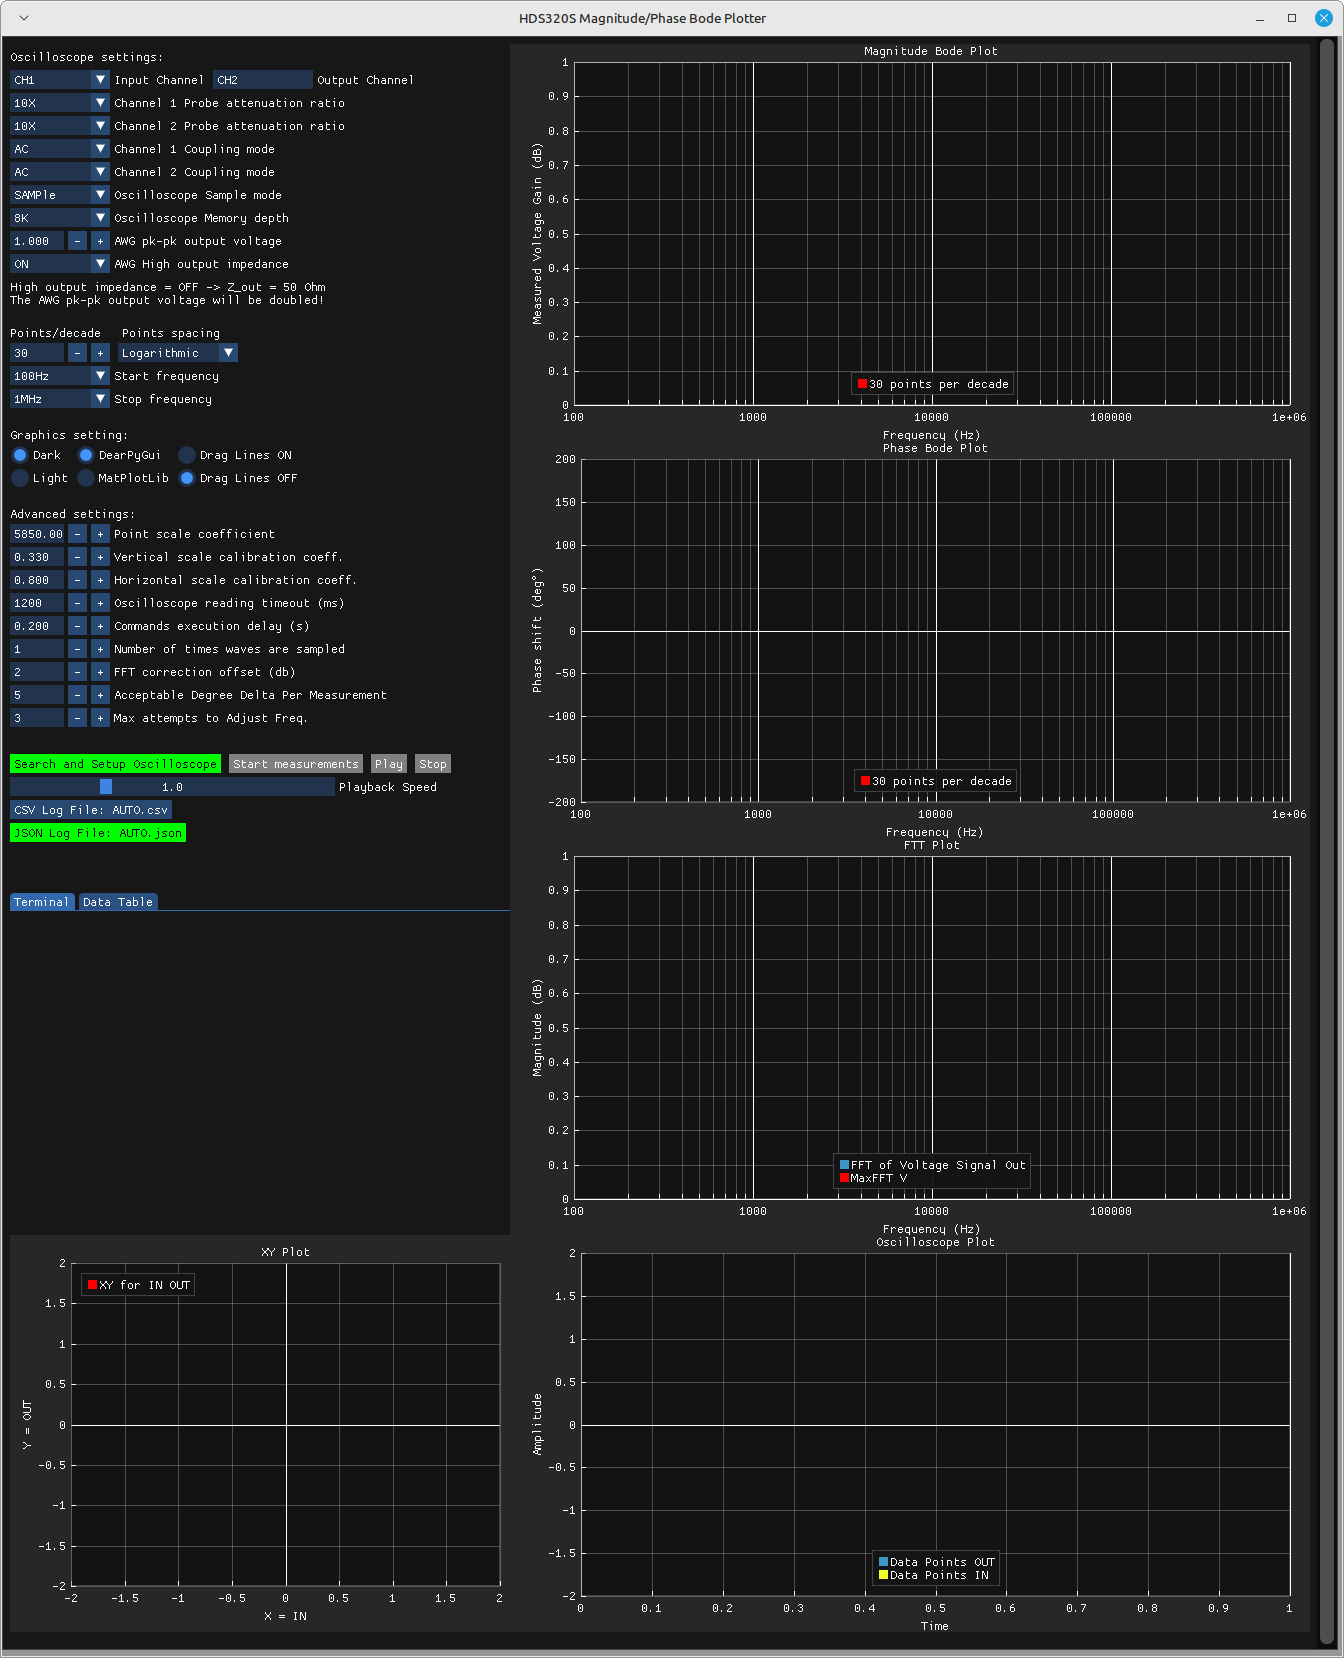 HDS320S Magnitude/Phase Bode Plotter
Oscilloscope settings:
CH1 Input Channel CH2 Output Channel
10X Channel 1 Probe attenuation ratio
10X Channel 2 Probe attenuation ratio
AC Channel 1 Coupling mode
AC Channel 2 Coupling mode
SAMPle Oscilloscope Sample mode
8K Oscilloscope Memory depth
1.000 - + AWG pk-pk output voltage
ON AWG High output impedance
High output impedance = OFF -> Z_out = 50 Ohm
The AWG pk-pk output voltage will be doubled!
Points/decade Points spacing
30 - + Logarithmic
100Hz Start frequency
1MHz Stop frequency
Graphics setting:
Dark DearPyGui Drag Lines ON
Light MatPlotLib Drag Lines OFF
Advanced settings:
5850.00 - + Point scale coefficient
0.330 - + Vertical scale calibration coeff.
0.800 - + Horizontal scale calibration coeff.
1200 - + Oscilloscope reading timeout (ms)
0.200 - + Commands execution delay (s)
1 - + Number of times waves are sampled
2 - + FFT correction offset (db)
5 - + Acceptable Degree Delta Per Measurement
3 - + Max attempts to Adjust Freq.
Search and Setup Oscilloscope Start measurements Play Stop
1.0 Playback Speed
CSV Log File: AUTO.csv
JSON Log File: AUTO.json
Terminal Data Table
XY Plot
XY for IN OUT
Y = OUT
2
1.5
1
0.5
0
-0.5
-1
-1.5
-2
-2 -1.5 -1 -0.5 0 0.5 1 1.5 2
X = IN
Magnitude Bode Plot
Measured Voltage Gain (dB)
1
0.9
0.8
0.7
0.6
0.5
0.4
0.3
0.2
0.1
0
30 points per decade
100 1000 10000 100000 1e+06
Frequency (Hz)
Phase Bode Plot
Phase shift (deg°)
200
150
100
50
0
-50
-100
-150
-200
30 points per decade
100 1000 10000 100000 1e+06
Frequency (Hz)
FTT Plot
Magnitude (dB)
1
0.9
0.8
0.7
0.6
0.5
0.4
0.3
0.2
0.1
0
FFT of Voltage Signal Out
MaxFFT V
100 1000 10000 100000 1e+06
Frequency (Hz)
Oscilloscope Plot
Amplitude
2
1.5
1
0.5
0
-0.5
-1
-1.5
-2
Data Points OUT
Data Points IN
0 0.1 0.2 0.3 0.4 0.5 0.6 0.7 0.8 0.9 1
Time